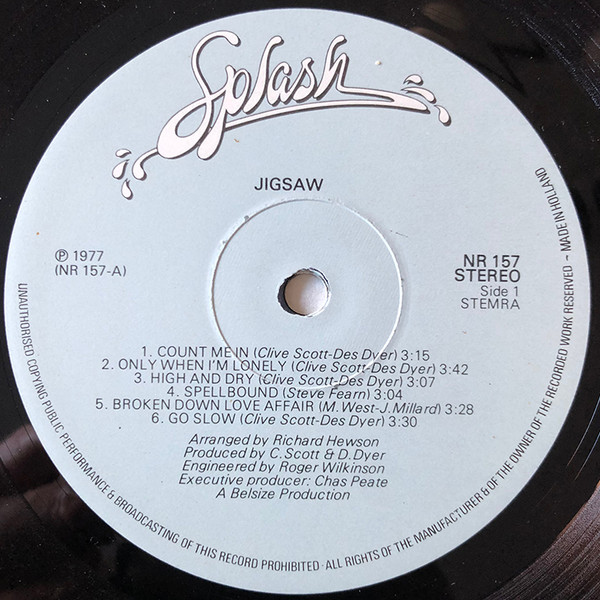 Splash
JIGSAW
℗ 1977
(NR 157-A)
NR 157
STEREO
Side 1
STEMRA
1. COUNT ME IN (Clive Scott-Des Dyer) 3:15
2. ONLY WHEN I'M LONELY (Clive Scott-Des Dyer) 3:42
3. HIGH AND DRY (Clive Scott-Des Dyer) 3:07
4. SPELLBOUND (Steve Fearn) 3:04
5. BROKEN DOWN LOVE AFFAIR (M. West-J. Millard) 3:28
6. GO SLOW (Clive Scott-Des Dyer) 3:30
Arranged by Richard Hewson
Produced by C. Scott & D. Dyer
Engineered by Roger Wilkinson
Executive producer: Chas Peate
A Belsize Production
UNAUTHORISED COPYING PUBLIC PERFORMANCE & BROADCASTING OF THIS RECORD PROHIBITED · ALL RIGHTS OF THE MANUFACTURER & OF THE OWNER OF THE RECORDED WORK RESERVED – MADE IN HOLLAND